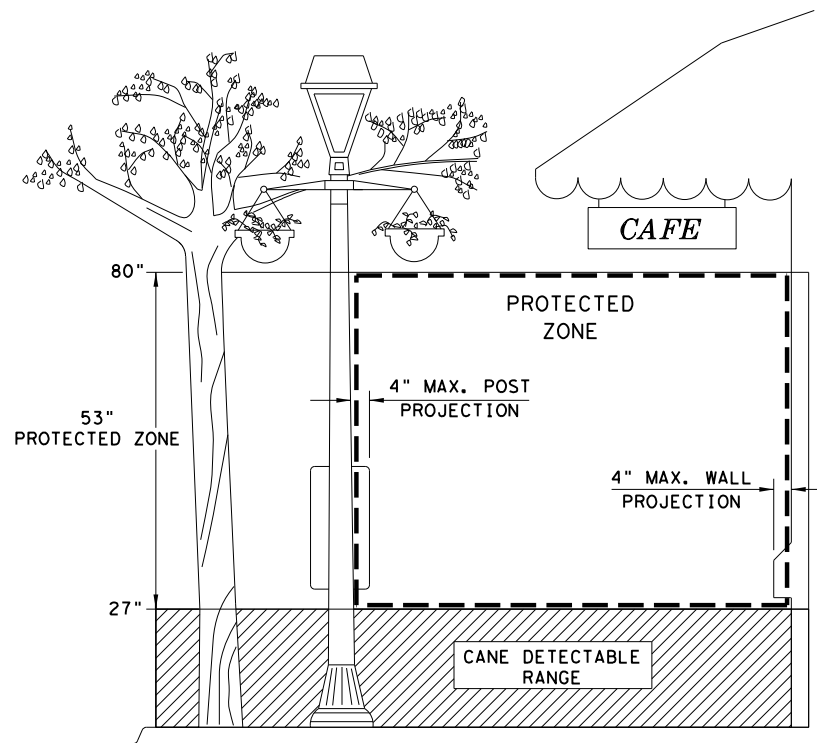 CAFE
80"
PROTECTED
ZONE
4" MAX. POST
PROJECTION
53"
PROTECTED ZONE
4" MAX. WALL
PROJECTION
27"
CANE DETECTABLE
RANGE